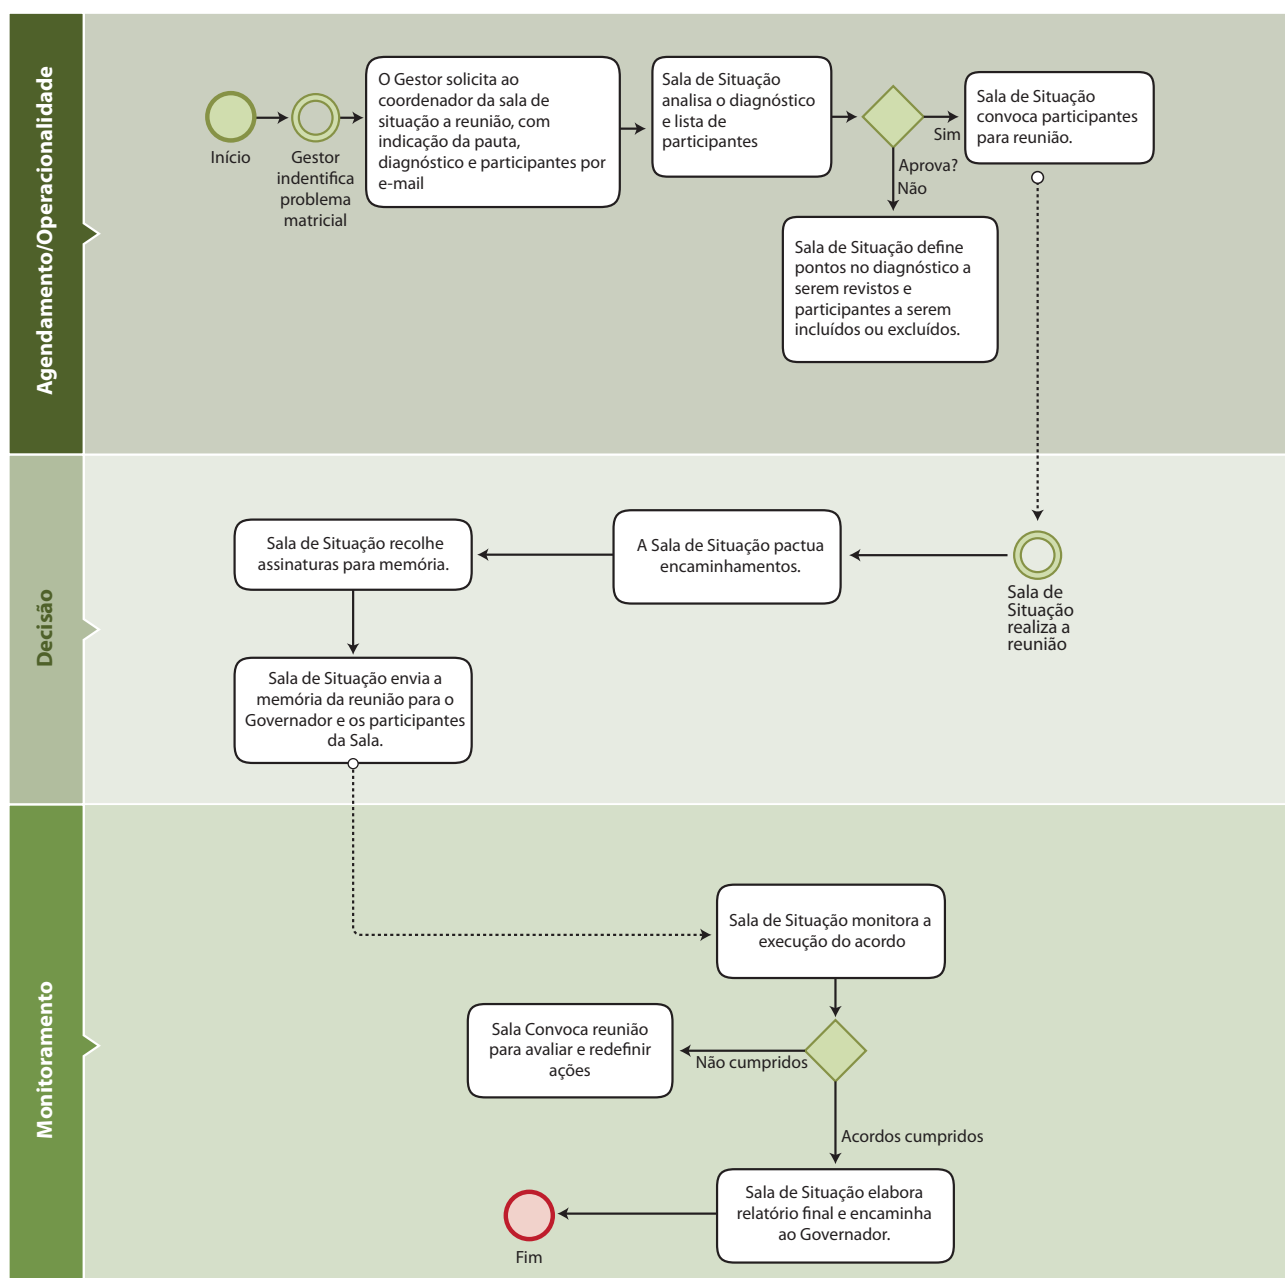 Agendamento/Operacionalidade
Início
Gestor
indentifica
problema
matricial
O Gestor solicita ao
coordenador da sala de
situação a reunião, com
indicação da pauta,
diagnóstico e participantes por
e-mail
Sala de Situação
analisa o diagnóstico
e lista de
participantes
Sim
Aprova?
Não
Sala de Situação
convoca participantes
para reunião.
Sala de Situação define
pontos no diagnóstico a
serem revistos e
participantes a serem
incluídos ou excluídos.
Decisão
Sala de
Situação
realiza a
reunião
A Sala de Situação pactua
encaminhamentos.
Sala de Situação recolhe
assinaturas para memória.
Sala de Situação envia a
memória da reunião para o
Governador e os participantes
da Sala.
Monitoramento
Sala de Situação monitora a
execução do acordo
Não cumpridos
Sala Convoca reunião
para avaliar e redefinir
ações
Acordos cumpridos
Sala de Situação elabora
relatório final e encaminha
ao Governador.
Fim